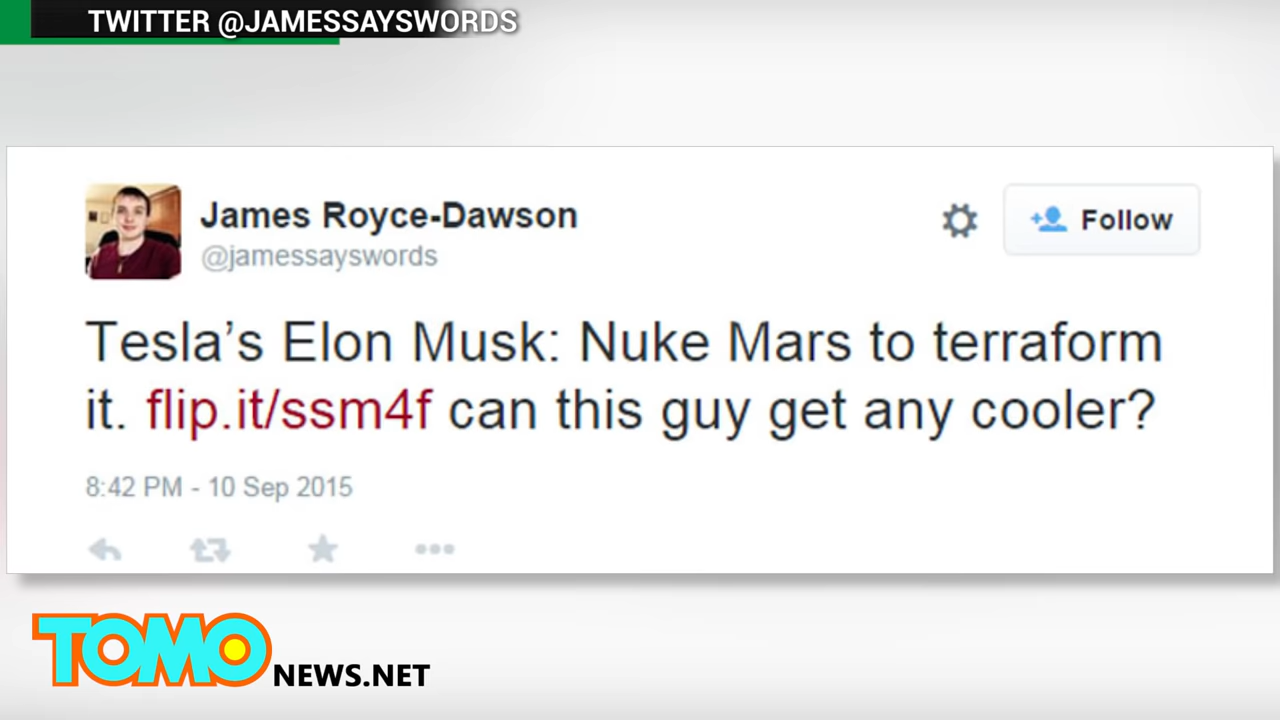 TWITTER @JAMESSAYSWORDS
James Royce-Dawson
@jamessayswords
Follow
Tesla’s Elon Musk: Nuke Mars to terraform
it. flip.it/ssm4f can this guy get any cooler?
8:42 PM - 10 Sep 2015
TOMO
NEWS.NET